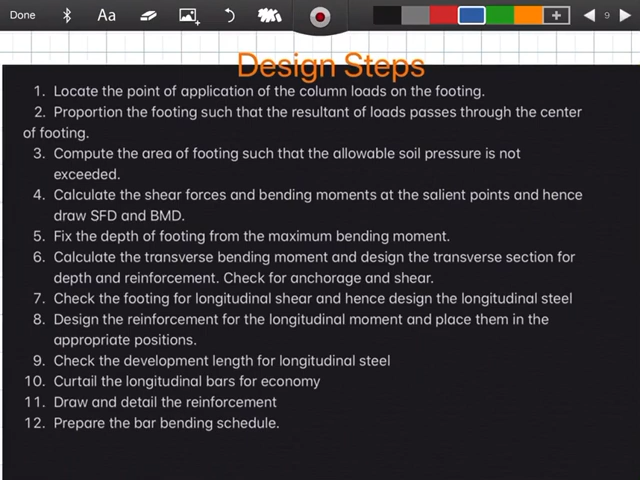 Done
Aa
9
Design Steps
1. Locate the point of application of the column loads on the footing.
2. Proportion the footing such that the resultant of loads passes through the center
of footing.
3. Compute the area of footing such that the allowable soil pressure is not
exceeded.
4. Calculate the shear forces and bending moments at the salient points and hence
draw SFD and BMD.
5. Fix the depth of footing from the maximum bending moment.
6. Calculate the transverse bending moment and design the transverse section for
depth and reinforcement. Check for anchorage and shear.
7. Check the footing for longitudinal shear and hence design the longitudinal steel
8. Design the reinforcement for the longitudinal moment and place them in the
appropriate positions.
9. Check the development length for longitudinal steel
10. Curtail the longitudinal bars for economy
11. Draw and detail the reinforcement
12. Prepare the bar bending schedule.